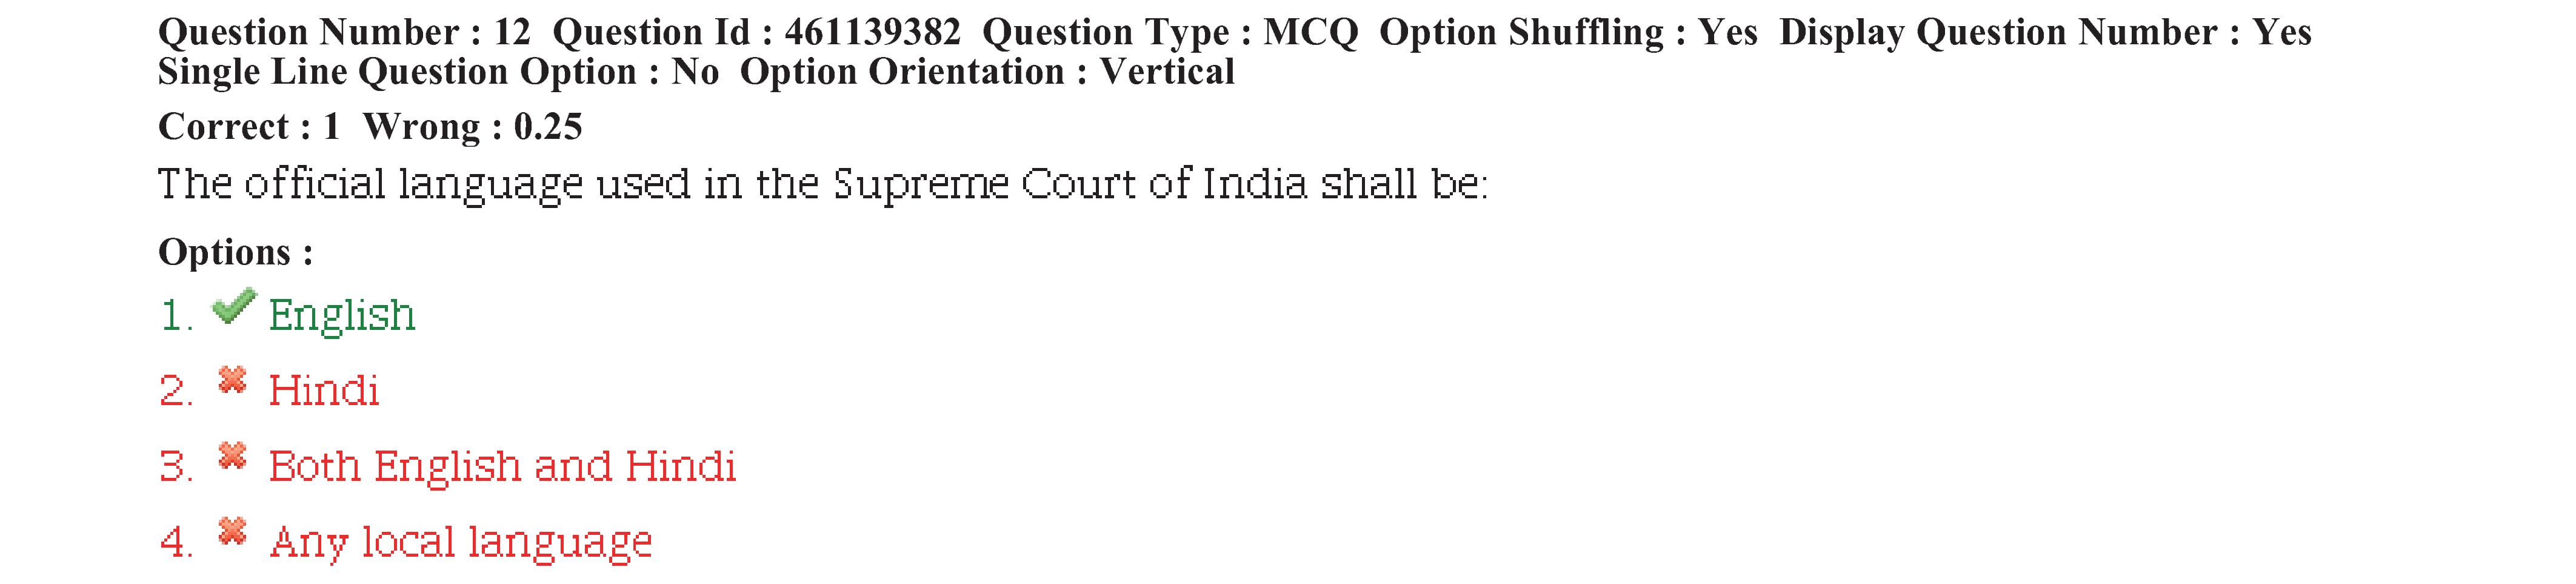 Question Number : 12  Question Id : 461139382  Question Type : MCQ  Option Shuffling : Yes  Display Question Number : Yes
Single Line Question Option : No  Option Orientation : Vertical
Correct : 1  Wrong : 0.25
The official language used in the Supreme Court of India shall be:
Options :
1. English
2. Hindi
3. Both English and Hindi
4. Any local language